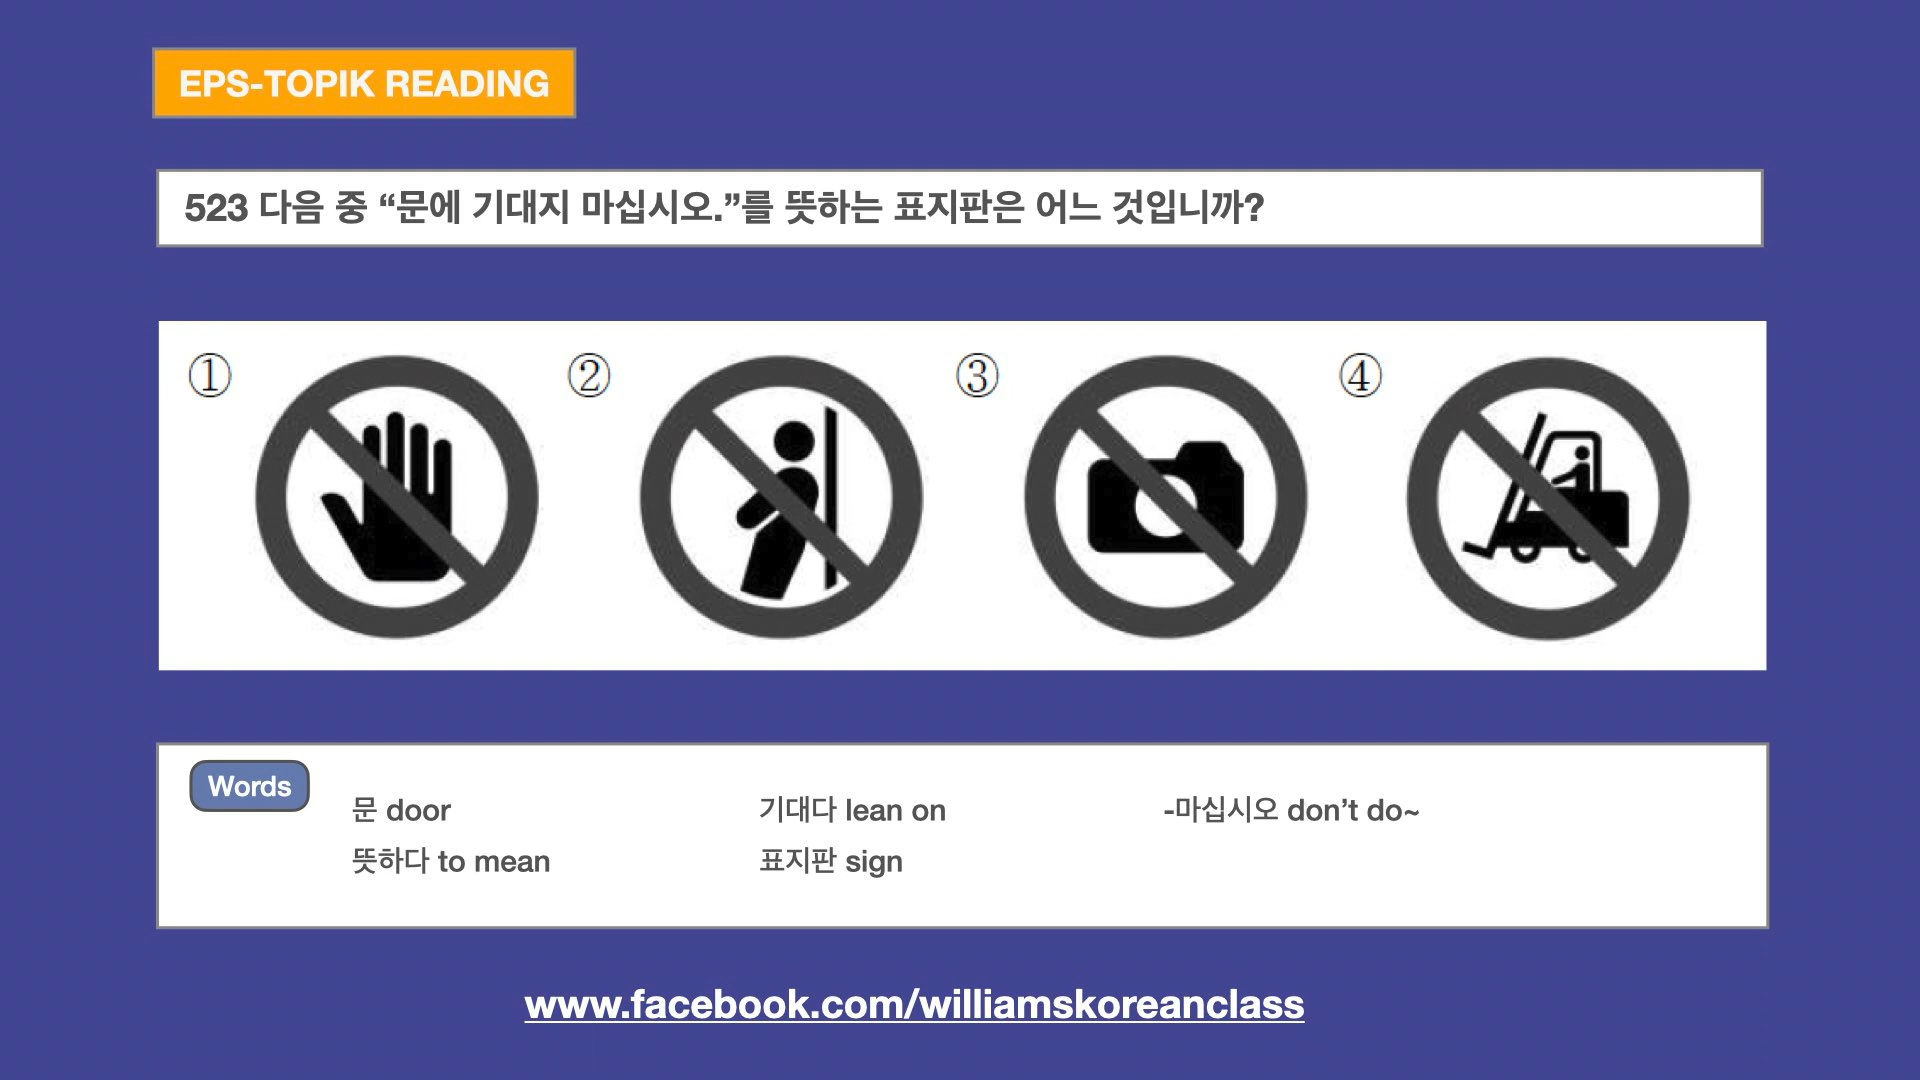 EPS-TOPIK READING
523 다음 중 “문에 기대지 마십시오.”를 뜻하는 표지판은 어느 것입니까?
① ② ③ ④
Words
문 door 기대다 lean on -마십시오 don’t do~
뜻하다 to mean 표지판 sign
www.facebook.com/williamskoreanclass